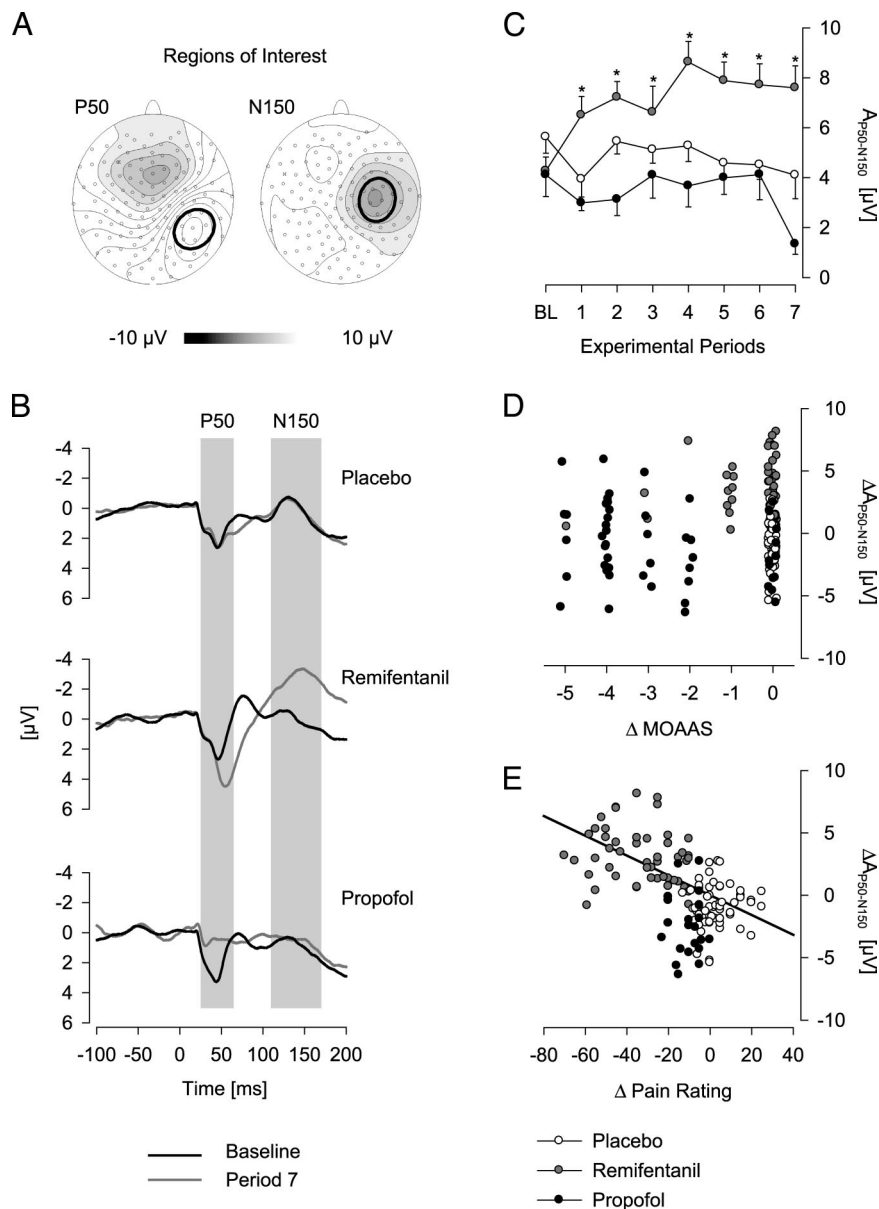 A
Regions of Interest
P50
N150
-10 µV
10 µV
B
P50
N150
-4
-2
0
2
4
6
Placebo
-4
-2
0
2
4
6
Remifentanil
[µV]
-4
-2
0
2
4
6
Propofol
-100 -50 0 50 100 150 200
Time [ms]
Baseline
Period 7
C
* * * * * * *
10
8
6
4
2
0
A P50-N150 [µV]
BL 1 2 3 4 5 6 7
Experimental Periods
D
10
5
0
-5
-10
ΔA P50-N150 [µV]
-5 -4 -3 -2 -1 0
Δ MOAAS
E
10
5
0
-5
-10
ΔA P50-N150 [µV]
-80 -60 -40 -20 0 20 40
Δ Pain Rating
Placebo
Remifentanil
Propofol